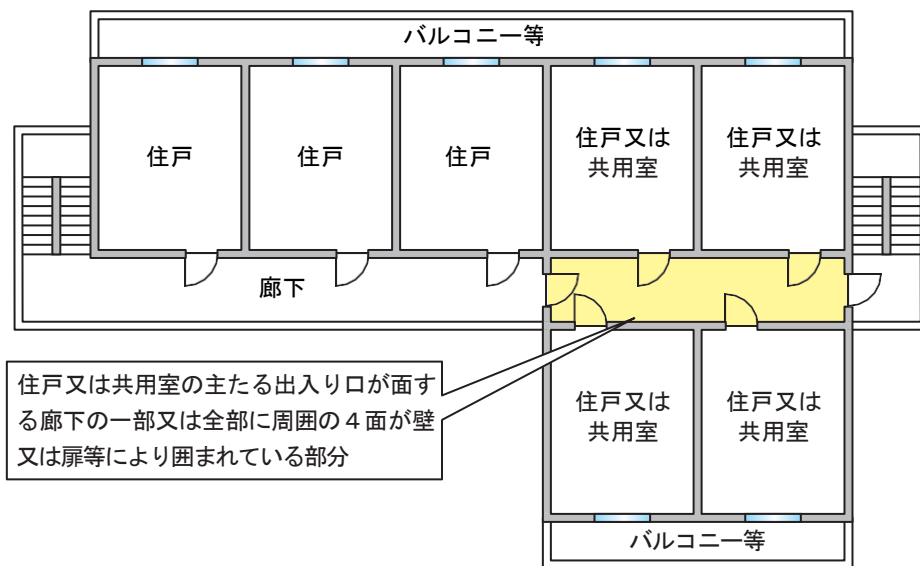 バルコニー等
住戸
住戸
住戸
住戸又は
共用室
住戸又は
共用室
廊下
住戸又は共用室の主たる出入り口が面す
る廊下の一部又は全部に周囲の４面が壁
又は扉等により囲まれている部分
住戸又は
共用室
住戸又は
共用室
バルコニー等